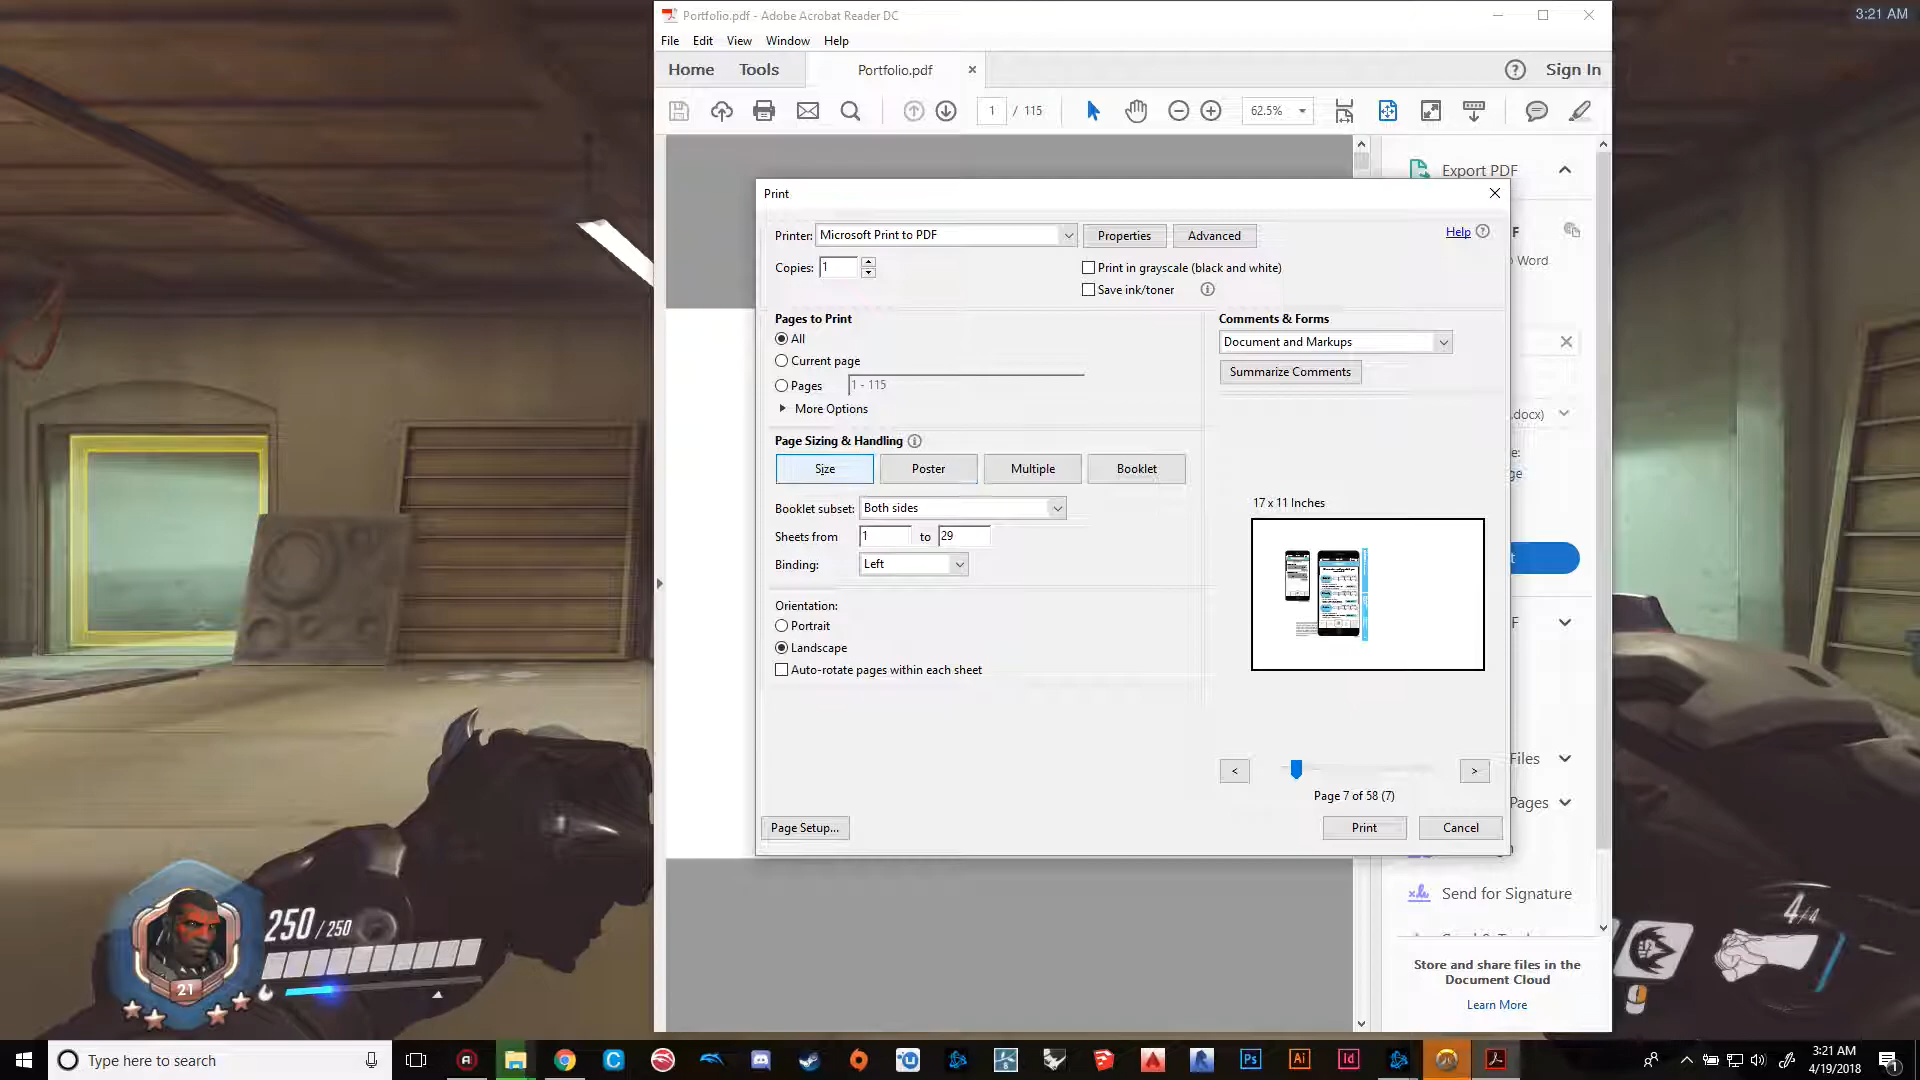 Portfolio.pdf - Adobe Acrobat Reader DC
3:21 AM
File Edit View Window Help
Home Tools Portfolio.pdf Sign In
1 / 115 62.5%
Export PDF
Print
Printer: Microsoft Print to PDF Properties Advanced Help
F
Copies: 1 Print in grayscale (black and white)
Word
Save ink/toner
Pages to Print Comments & Forms
All
Document and Markups
Current page
Summarize Comments
Pages 1 - 115
More Options
.docx)
Page Sizing & Handling
Size Poster Multiple Booklet
17 x 11 Inches
Booklet subset: Both sides
Sheets from 1 to 29
Binding: Left
Orientation:
Portrait
Landscape
Auto-rotate pages within each sheet
< >
Page 7 of 58 (7)
Page Setup... Print Cancel
Files
Pages
Send for Signature
Store and share files in the
Document Cloud
Learn More
250 / 250
21
4/4
Type here to search
Ps Ai Id
3:21 AM
4/19/2018
1